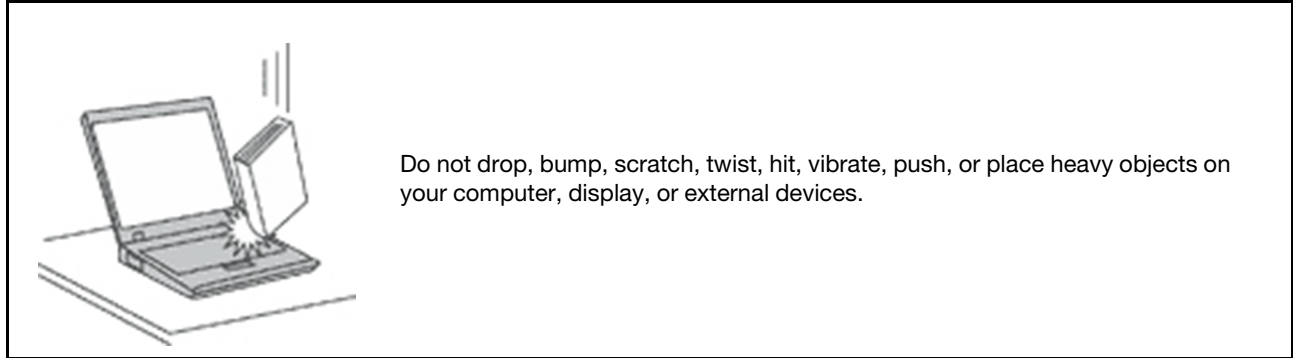 Do not drop, bump, scratch, twist, hit, vibrate, push, or place heavy objects on
your computer, display, or external devices.